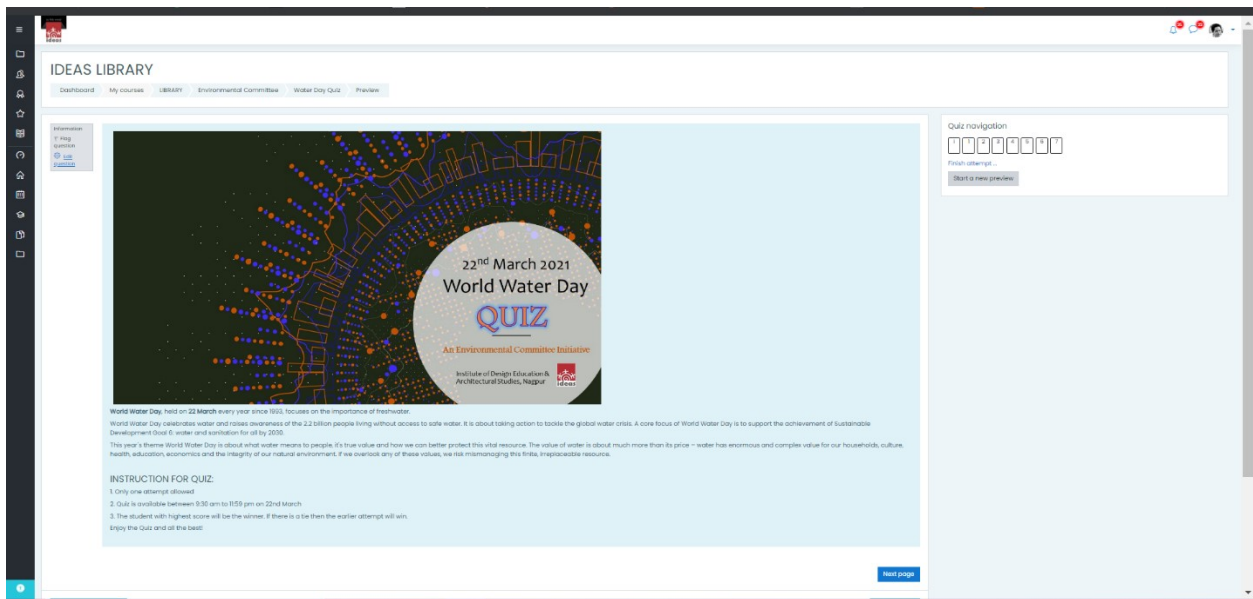 ideas
IDEAS LIBRARY
Dashboard My courses LIBRARY Environmental Committee Water Day Quiz Preview
Information
Flag question
Edit question
22nd March 2021
World Water Day
QUIZ
An Environmental Committee Initiative
Institute of Design Education &
Architectural Studies, Nagpur
ideas
World Water Day, held on 22 March every year since 1993, focuses on the importance of freshwater.
World Water Day celebrates water and raises awareness of the 2.2 billion people living without access to safe water. It is about taking action to tackle the global water crisis. A core focus of World Water Day is to support the achievement of Sustainable
Development Goal 6: water and sanitation for all by 2030.
This year's theme World Water Day is about what water means to people, it's true value and how we can better protect this vital resource. The value of water is about much more than its price – water has enormous and complex value for our households, culture,
health, education, economics and the integrity of our natural environment. If we overlook any of these values, we risk mismanaging this finite, irreplaceable resource.
INSTRUCTION FOR QUIZ:
1. Only one attempt allowed
2. Quiz is available between 9:30 am to 11:59 pm on 22nd March
3. The student with highest score will be the winner. If there is a tie then the earlier attempt will win.
Enjoy the Quiz and all the best!
Next page
Quiz navigation
i 1 2 3 4 5 6 7
Finish attempt ...
Start a new preview